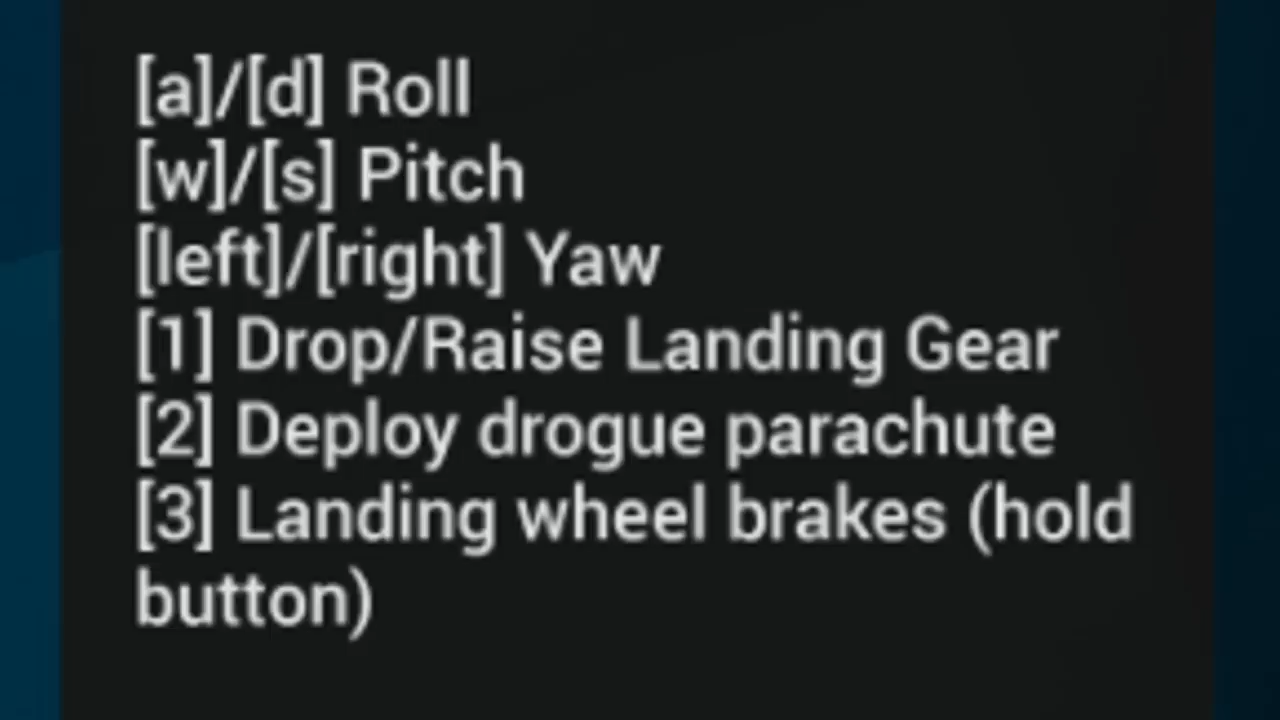 [a]/[d] Roll
[w]/[s] Pitch
[left]/[right] Yaw
[1] Drop/Raise Landing Gear
[2] Deploy drogue parachute
[3] Landing wheel brakes (hold
button)